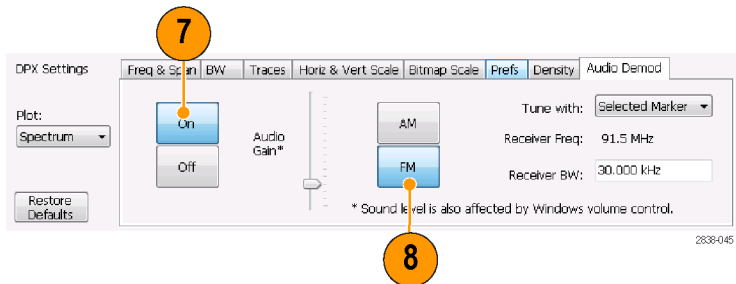 7
DPX Settings Freq & Span BW Traces Horiz & Vert Scale Bitmap Scale Prefs Density Audio Demod
Plot:
Spectrum
On
Off
Audio
Gain*
AM
FM
Tune with: Selected Marker
Receiver Freq: 91.5 MHz
Receiver BW: 30.000 kHz
Restore
Defaults
* Sound level is also affected by Windows volume control.
2838-045
8